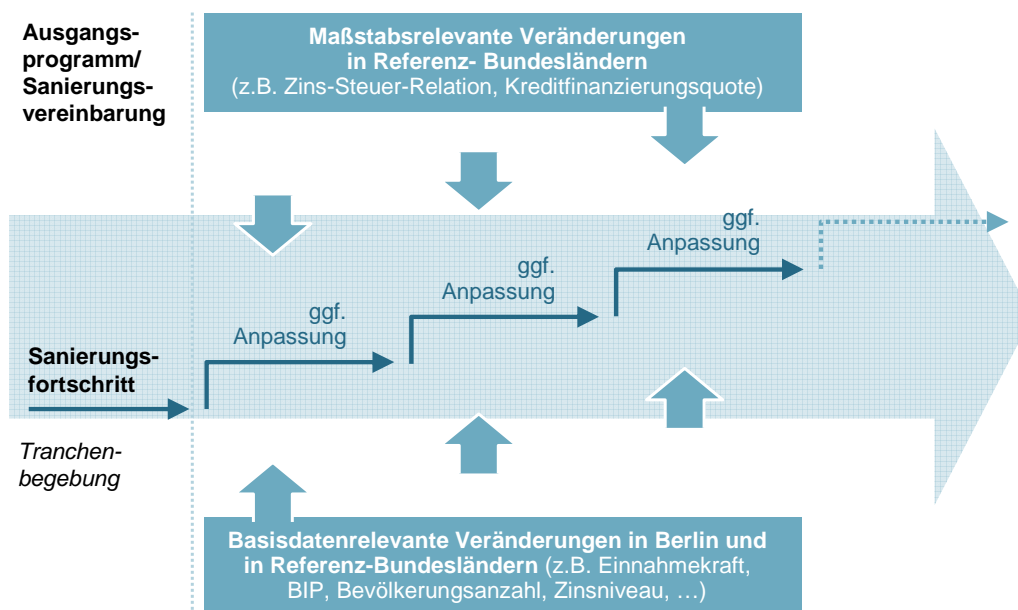 Ausgangs-
programm/
Sanierungs-
vereinbarung
Maßstabsrelevante Veränderungen
in Referenz- Bundesländern
(z.B. Zins-Steuer-Relation, Kreditfinanzierungsquote)
ggf.
Anpassung
ggf.
Anpassung
ggf.
Anpassung
Sanierungs-
fortschritt
Tranchen-
begebung
Basisdatenrelevante Veränderungen in Berlin und
in Referenz-Bundesländern (z.B. Einnahmekraft,
BIP, Bevölkerungsanzahl, Zinsniveau, …)